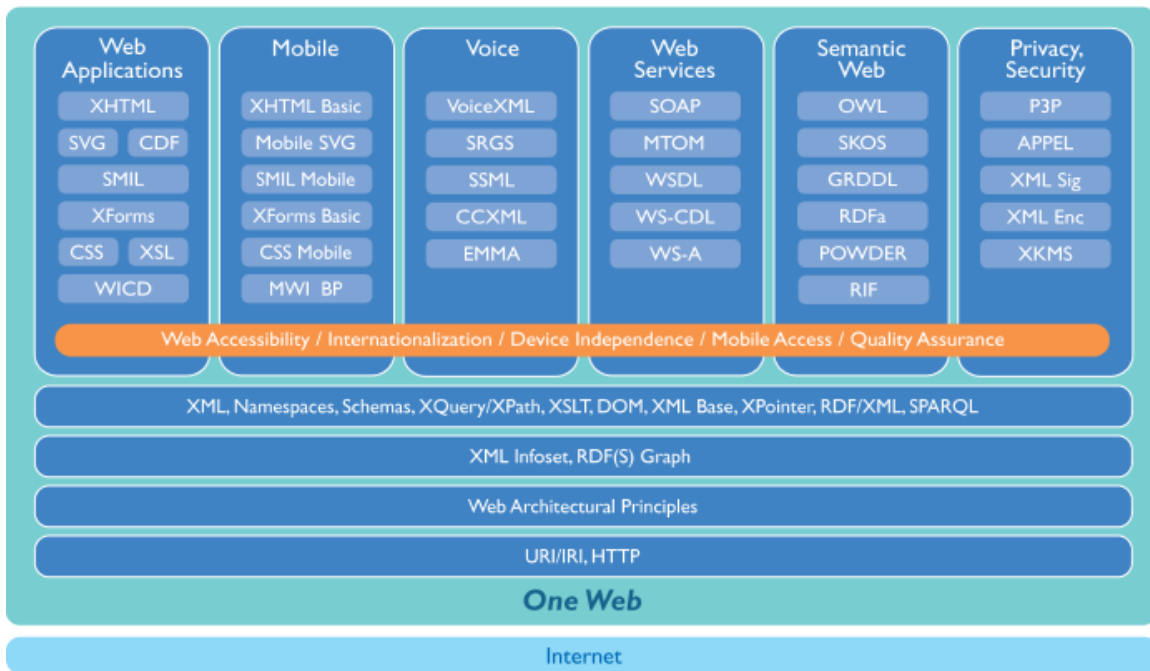 Web
Applications
XHTML
SVG CDF
SMIL
XForms
CSS XSL
WICD
Mobile
XHTML Basic
Mobile SVG
SMIL Mobile
XForms Basic
CSS Mobile
MWI BP
Voice
VoiceXML
SRGS
SSML
CCXML
EMMA
Web
Services
SOAP
MTOM
WSDL
WS-CDL
WS-A
Semantic
Web
OWL
SKOS
GRDDL
RDFa
POWDER
RIF
Privacy,
Security
P3P
APPEL
XML Sig
XML Enc
XKMS
Web Accessibility / Internationalization / Device Independence / Mobile Access / Quality Assurance
XML, Namespaces, Schemas, XQuery/XPath, XSLT, DOM, XML Base, XPointer, RDF/XML, SPARQL
XML Infoset, RDF(S) Graph
Web Architectural Principles
URI/IRI, HTTP
One Web
Internet